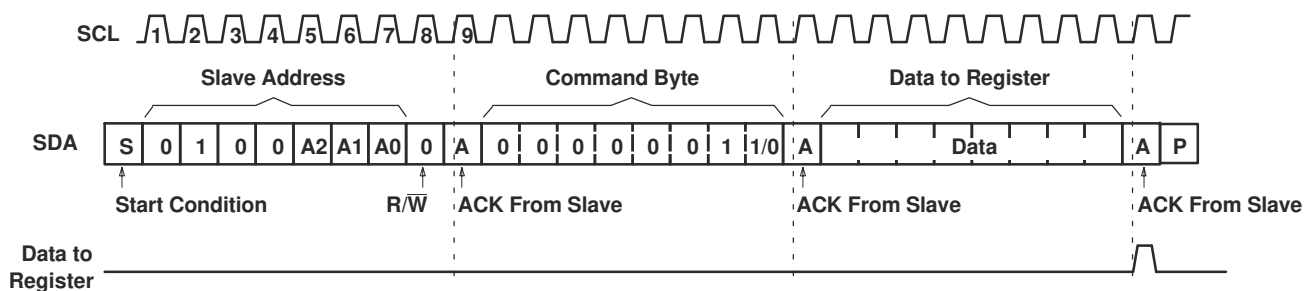 SCL 1 2 3 4 5 6 7 8 9
Slave Address Command Byte Data to Register
SDA S 0 1 0 0 A2 A1 A0 0 A 0 0 0 0 0 0 1 1/0 A Data A P
Start Condition R/W̅ ACK From Slave ACK From Slave ACK From Slave
Data to
Register